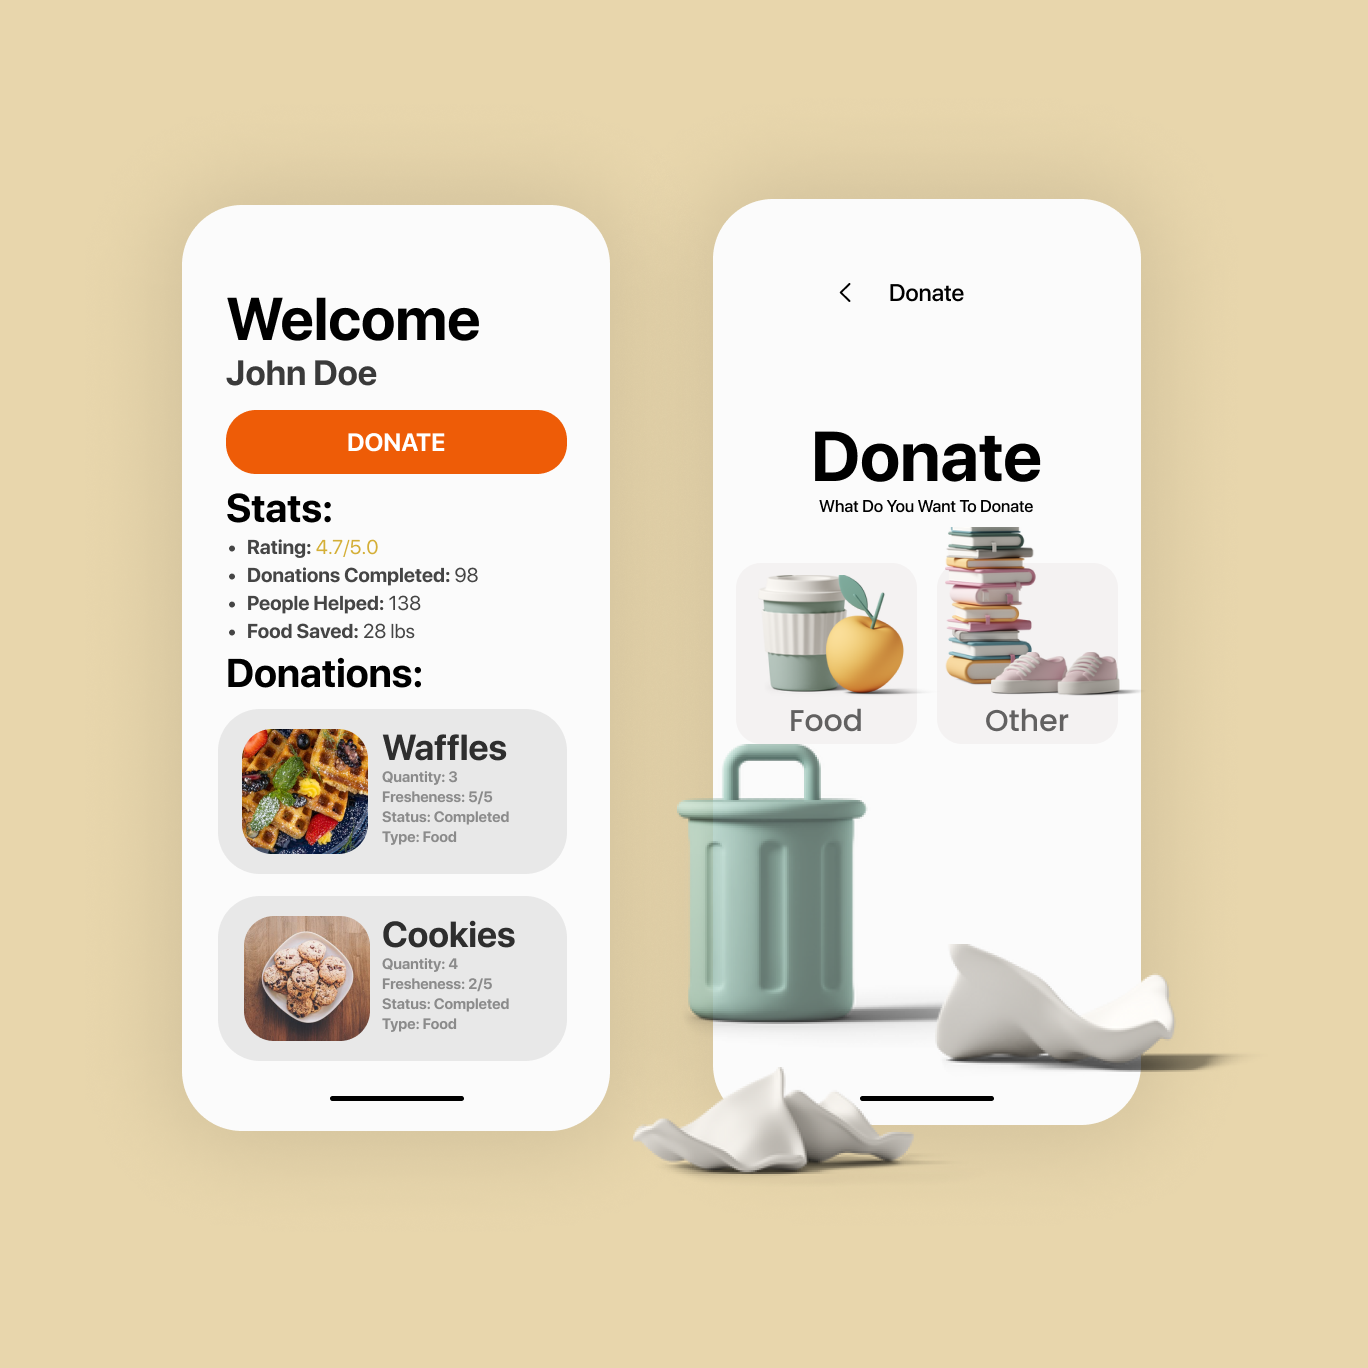 Welcome
John Doe
DONATE
Stats:
• Rating: 4.7/5.0
• Donations Completed: 98
• People Helped: 138
• Food Saved: 28 lbs
Donations:
Waffles
Quantity: 3
Fresheness: 5/5
Status: Completed
Type: Food
Cookies
Quantity: 4
Fresheness: 2/5
Status: Completed
Type: Food
Donate
Donate
What Do You Want To Donate
Food
Other